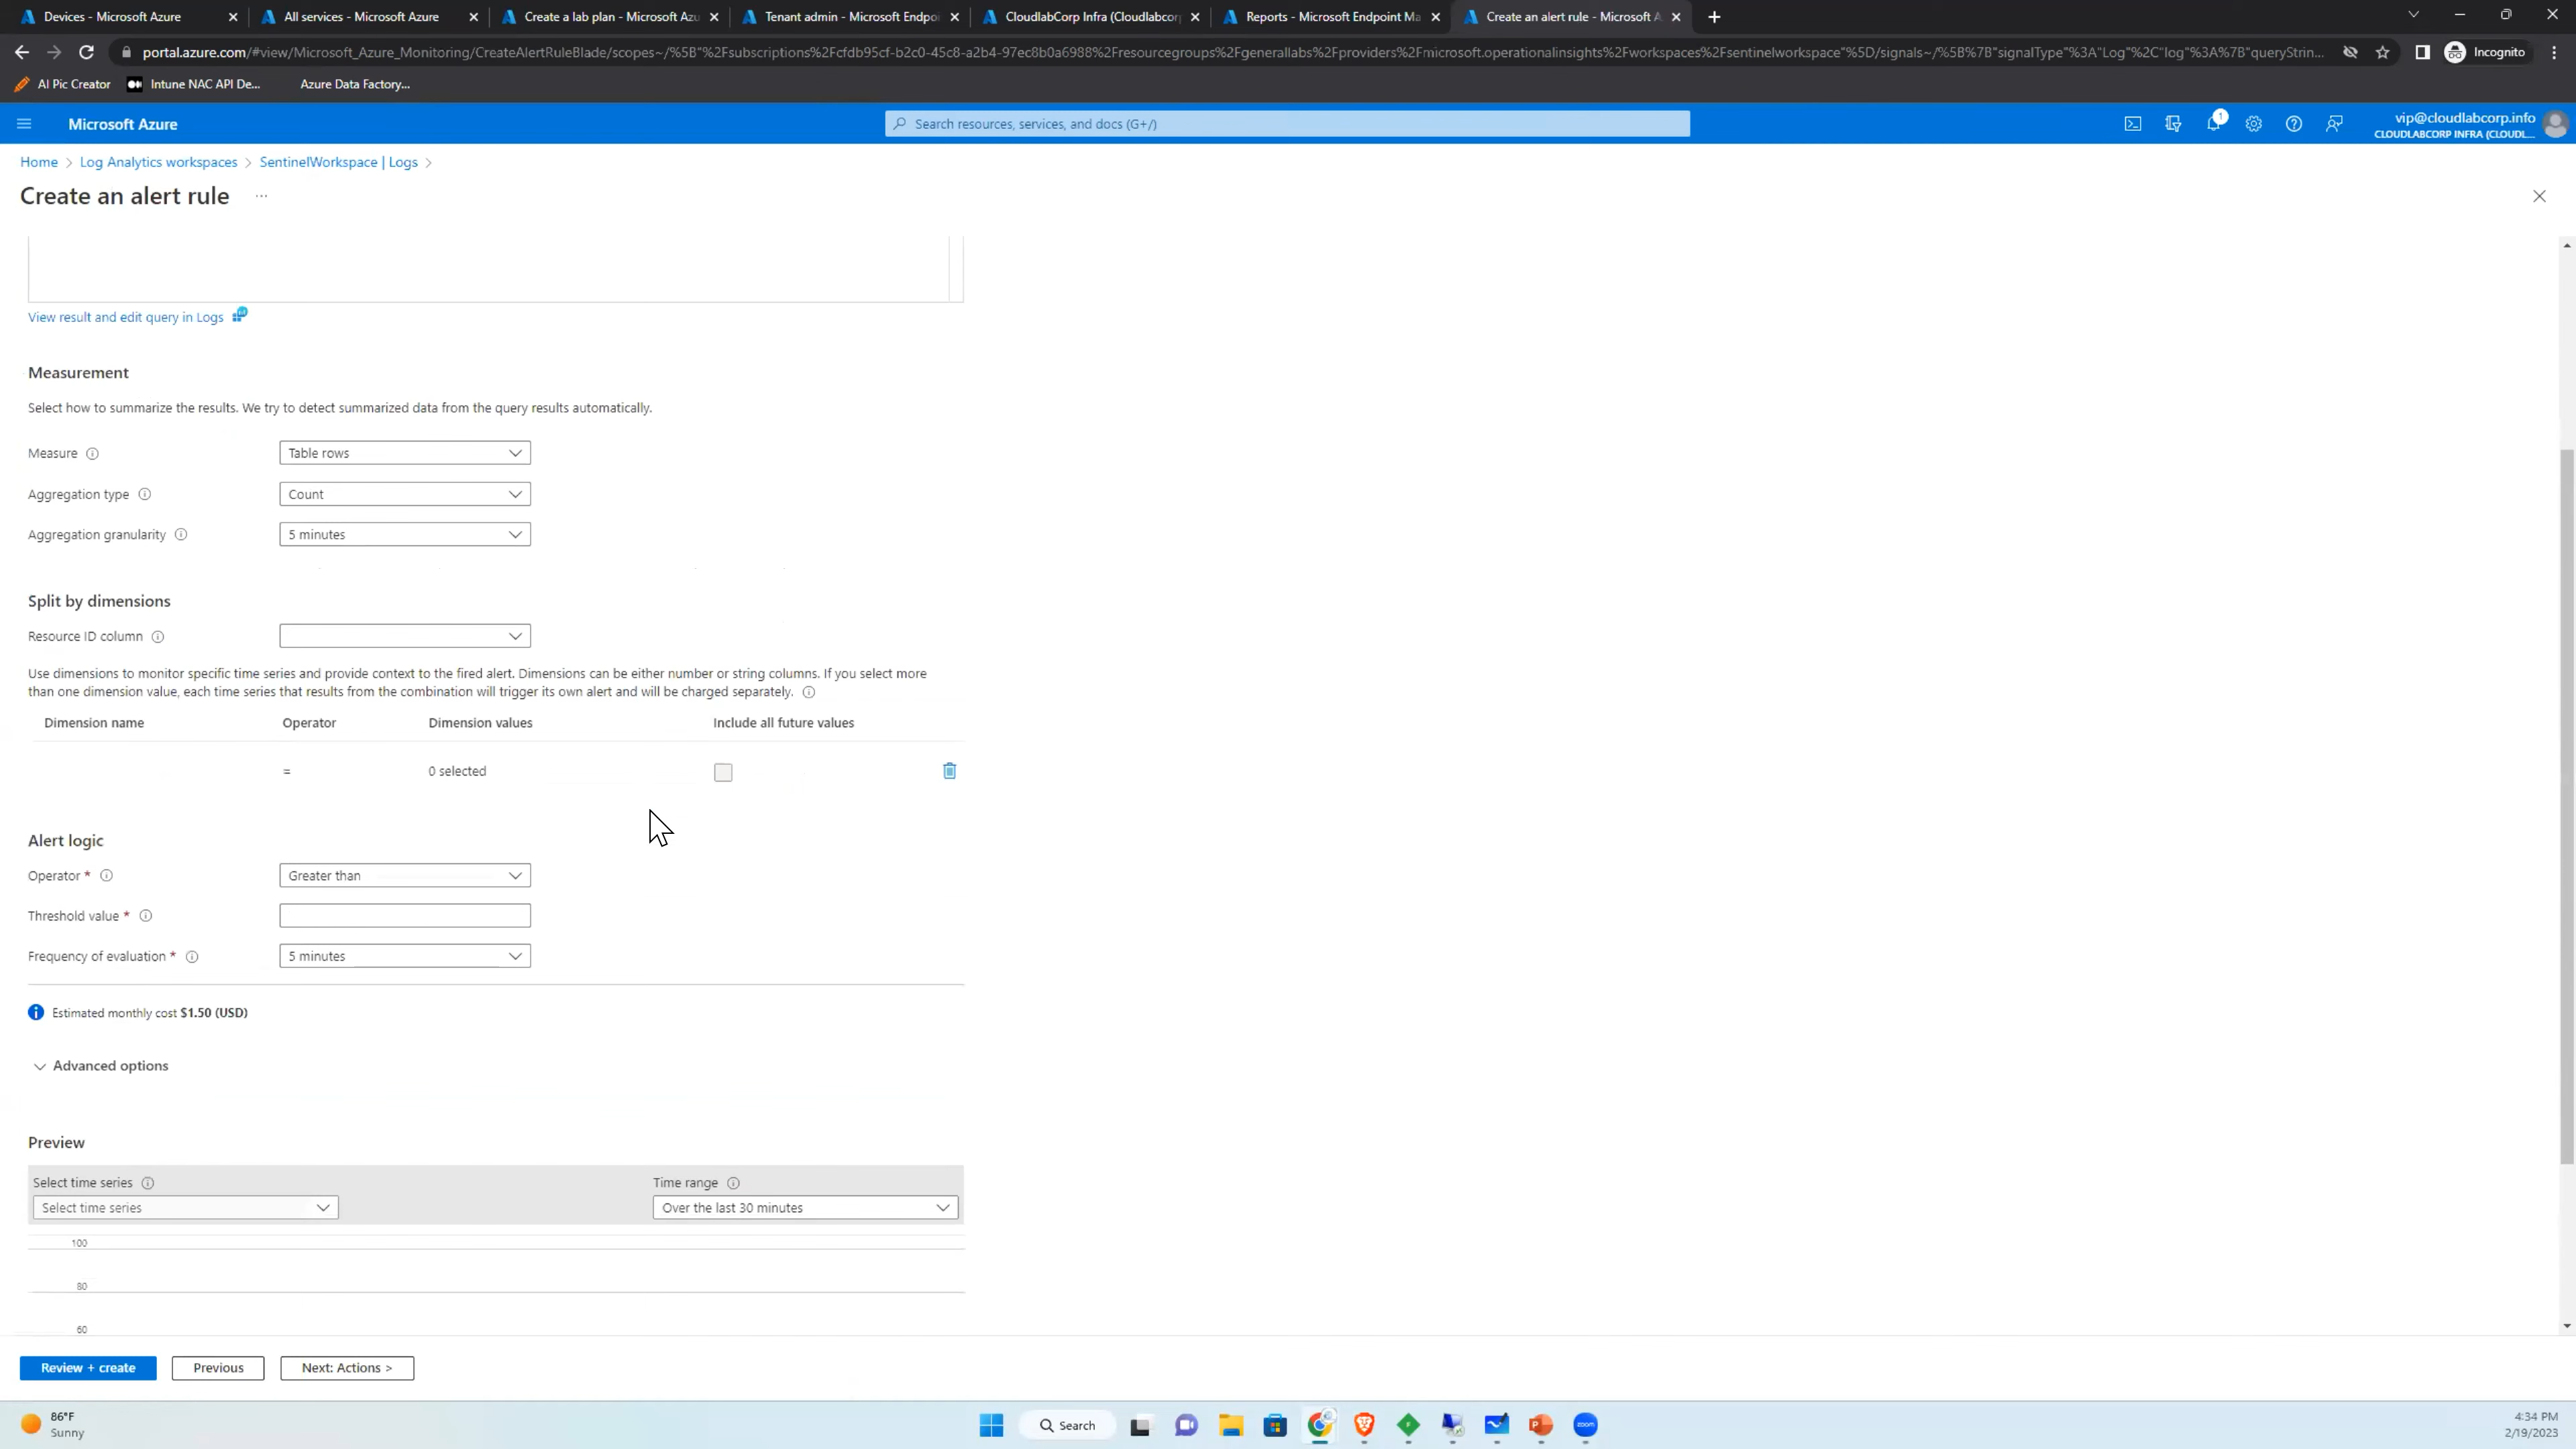 Devices - Microsoft Azure
All services - Microsoft Azure
Create a lab plan - Microsoft Azu
Tenant admin - Microsoft Endpoi
CloudlabCorp Infra (Cloudlabcorp
Reports - Microsoft Endpoint Ma
Create an alert rule - Microsoft A
portal.azure.com/#view/Microsoft_Azure_Monitoring/CreateAlertRuleBlade/scopes~/%5B"%2Fsubscriptions%2Fcfdb95cf-b2c0-45c8-a2b4-97ec8b0a6988%2Fresourcegroups%2Fgenerallabs%2Fproviders%2Fmicrosoft.operationalinsights%2Fworkspaces%2Fsentinelworkspace"%5D/signals~/%5B%7B"signalType"%3A"Log"%2C"log"%3A%7B"queryStrin...
Incognito
AI Pic Creator
Intune NAC API De...
Azure Data Factory...
Microsoft Azure
Search resources, services, and docs (G+/)
1
vip@cloudlabcorp.info
CLOUDLABCORP INFRA (CLOUDL...
Home > Log Analytics workspaces > SentinelWorkspace | Logs >
Create an alert rule ...
View result and edit query in Logs
Measurement
Select how to summarize the results. We try to detect summarized data from the query results automatically.
Measure Table rows
Aggregation type Count
Aggregation granularity 5 minutes
Split by dimensions
Resource ID column
Use dimensions to monitor specific time series and provide context to the fired alert. Dimensions can be either number or string columns. If you select more
than one dimension value, each time series that results from the combination will trigger its own alert and will be charged separately.
Dimension name Operator Dimension values Include all future values
= 0 selected
Alert logic
Operator * Greater than
Threshold value *
Frequency of evaluation * 5 minutes
Estimated monthly cost $1.50 (USD)
Advanced options
Preview
Select time series Time range
Select time series Over the last 30 minutes
100
80
60
Review + create Previous Next: Actions >
86°F
Sunny
Search
zoom
4:34 PM
2/19/2023